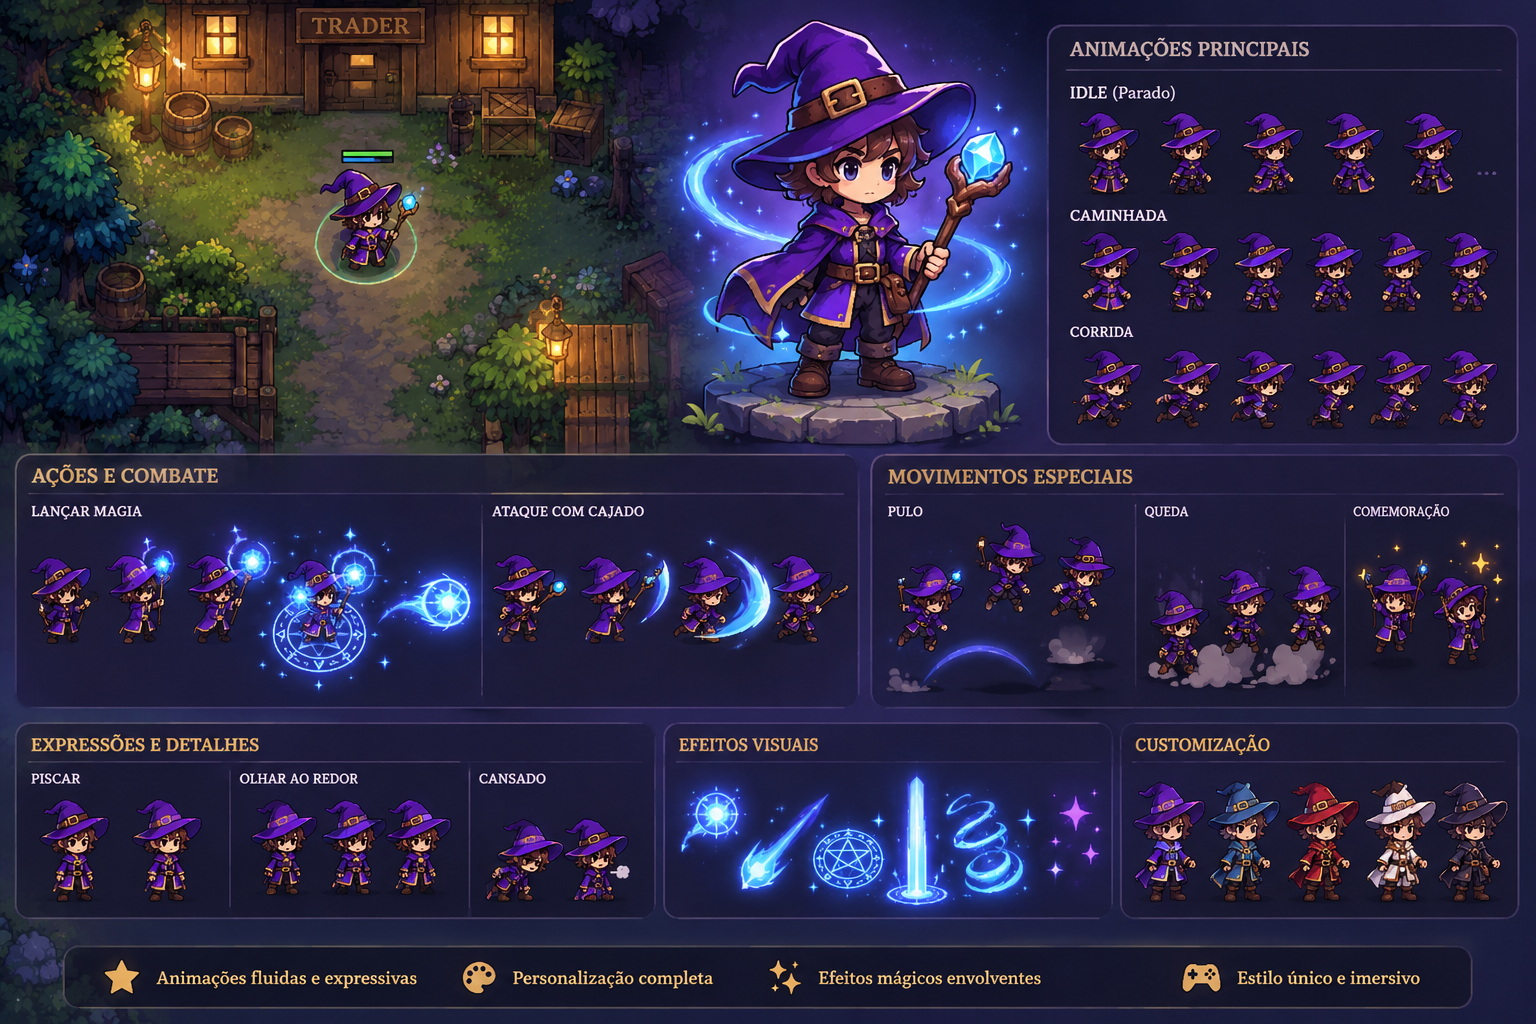 TRADER
ANIMAÇÕES PRINCIPAIS
IDLE (Parado)
...
CAMINHADA
CORRIDA
AÇÕES E COMBATE
LANÇAR MAGIA
ATAQUE COM CAJADO
MOVIMENTOS ESPECIAIS
PULO
QUEDA
COMEMORAÇÃO
EXPRESSÕES E DETALHES
PISCAR
OLHAR AO REDOR
CANSADO
EFEITOS VISUAIS
CUSTOMIZAÇÃO
Animações fluidas e expressivas
Personalização completa
Efeitos mágicos envolventes
Estilo único e imersivo